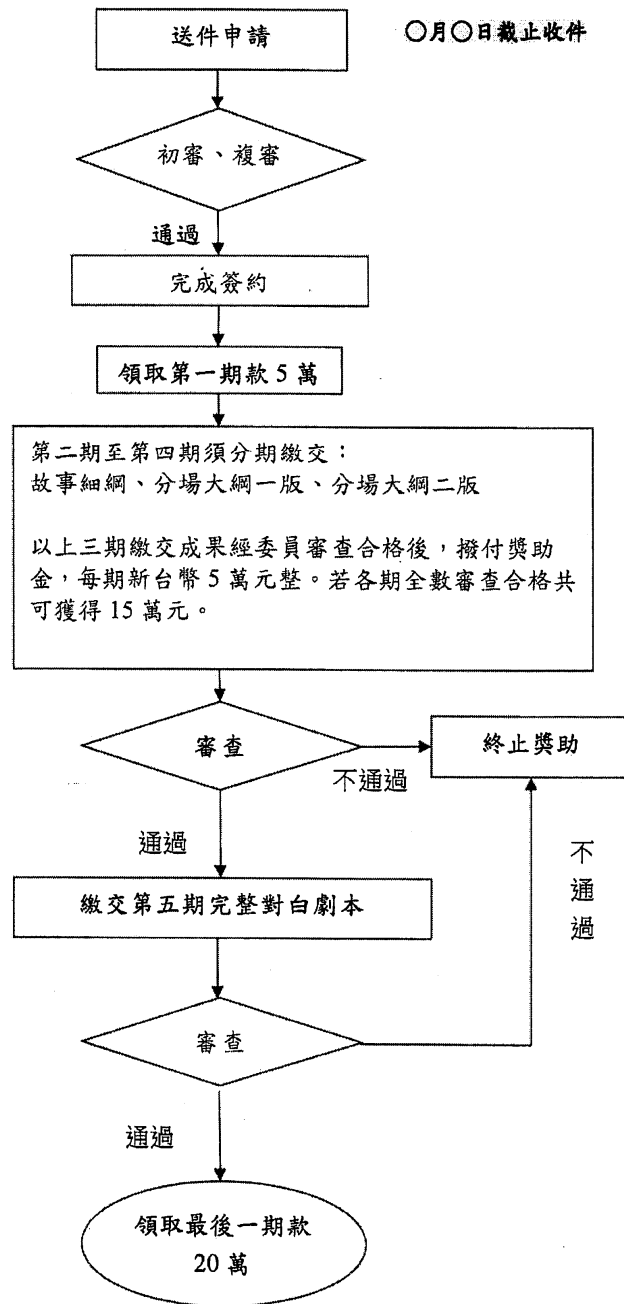 送件申請
○月○日截止收件
初審、複審
通過
完成簽約
領取第一期款 5 萬
第二期至第四期須分期繳交：
故事細綱、分場大綱一版、分場大綱二版
以上三期繳交成果經委員審查合格後，撥付獎助
金，每期新台幣 5 萬元整。若各期全數審查合格共
可獲得 15 萬元。
審查
不通過
終止獎助
通過
繳交第五期完整對白劇本
不
通
過
審查
通過
領取最後一期款
20 萬